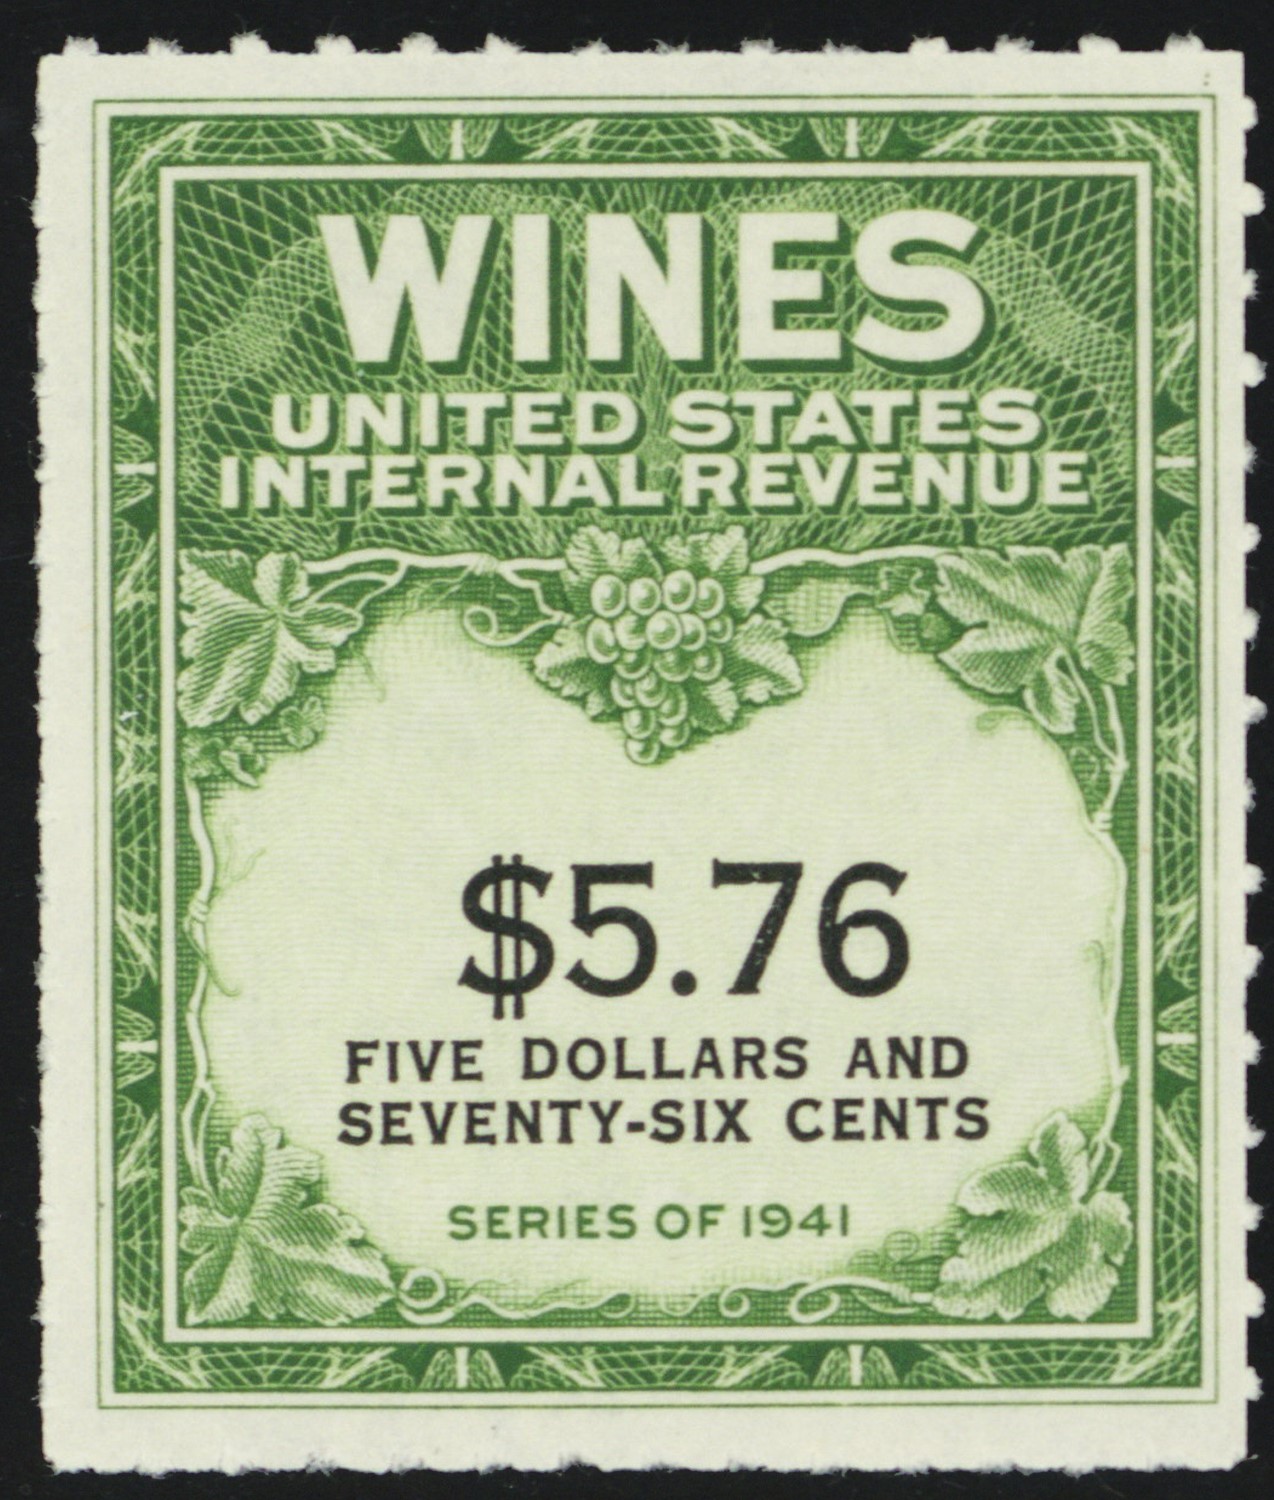 WINES
UNITED STATES
INTERNAL REVENUE
$5.76
FIVE DOLLARS AND
SEVENTY-SIX CENTS
SERIES OF 1941